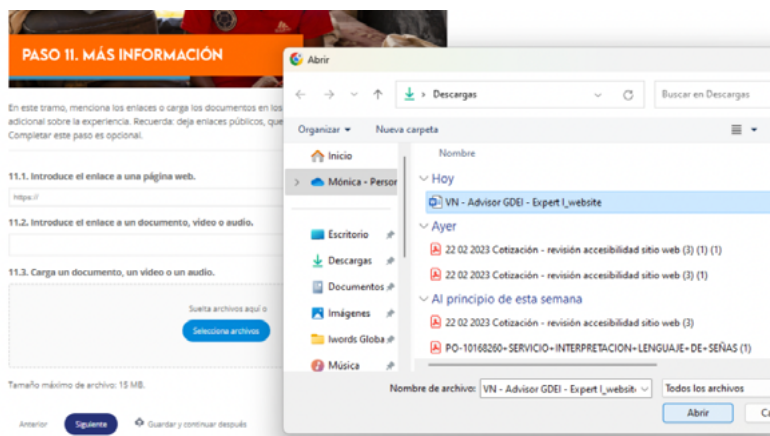 PASO 11. MÁS INFORMACIÓN
En este tramo, menciona los enlaces o carga los documentos en los
adicional sobre la experiencia. Recuerda: deja enlaces públicos, que
Completar este paso es opcional.
11.1. Introduce el enlace a una página web.
https://
11.2. Introduce el enlace a un documento, video o audio.
11.3. Carga un documento, un video o un audio.
Suelta archivos aquí o
Selecciona archivos
Tamaño máximo de archivo: 15 MB.
Anterior
Siguiente
Guardar y continuar después
Abrir
Descargas
Buscar en Descargas
Organizar
Nueva carpeta
Inicio
Mónica - Person
Escritorio
Descargas
Documentos
Imágenes
Iwords Globa
Música
Nombre
Hoy
VN - Advisor GDEI - Expert I_website
Ayer
22 02 2023 Cotización - revisión accesibilidad sitio web (3) (1) (1)
22 02 2023 Cotización - revisión accesibilidad sitio web (3) (1)
Al principio de esta semana
22 02 2023 Cotización - revisión accesibilidad sitio web (3)
PO-10168260+SERVICIO+INTERPRETACION+LENGUAJE+DE+SEÑAS (1)
Nombre de archivo:
VN - Advisor GDEI - Expert I_websit
Todos los archivos
Abrir
Ca